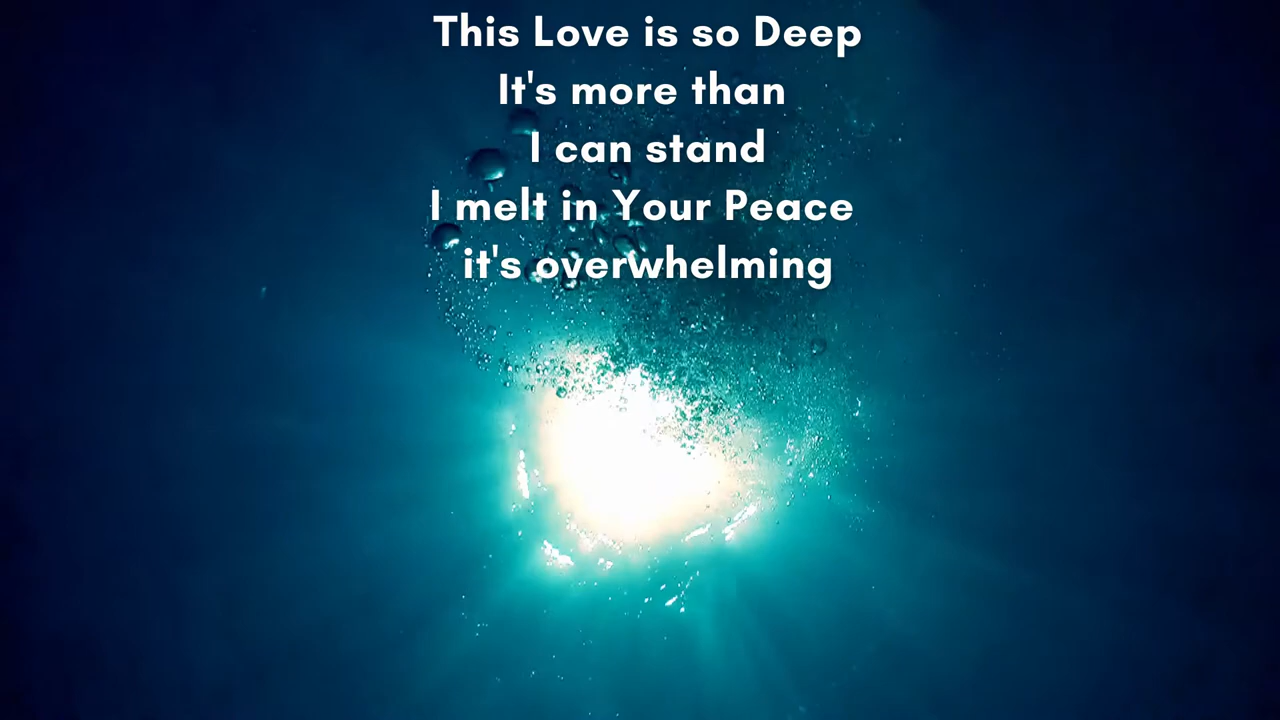 This Love is so Deep
It's more than
I can stand
I melt in Your Peace
it's overwhelming